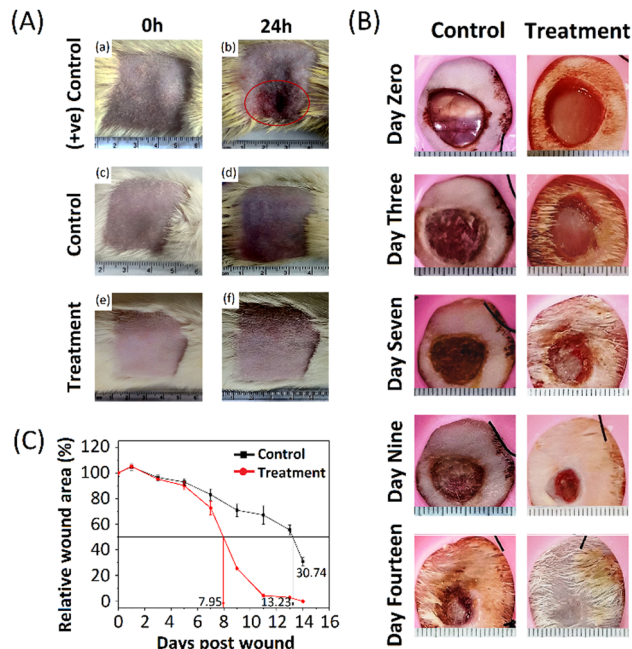 (A)
0h
24h
(+ve) Control
(a)
(b)
Control
(c)
(d)
Treatment
(e)
(f)
(B)
Control
Treatment
Day Zero
Day Three
Day Seven
Day Nine
Day Fourteen
(C)
Relative wound area (%)
120
100
80
60
40
20
0
Control
Treatment
30.74
7.95
13.23
0 2 4 6 8 10 12 14 16
Days post wound